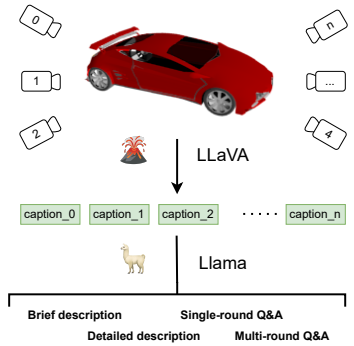 0
n
1
...
2
4
LLaVA
caption_0 caption_1 caption_2 ..... caption_n
Llama
Brief description Single-round Q&A
Detailed description Multi-round Q&A